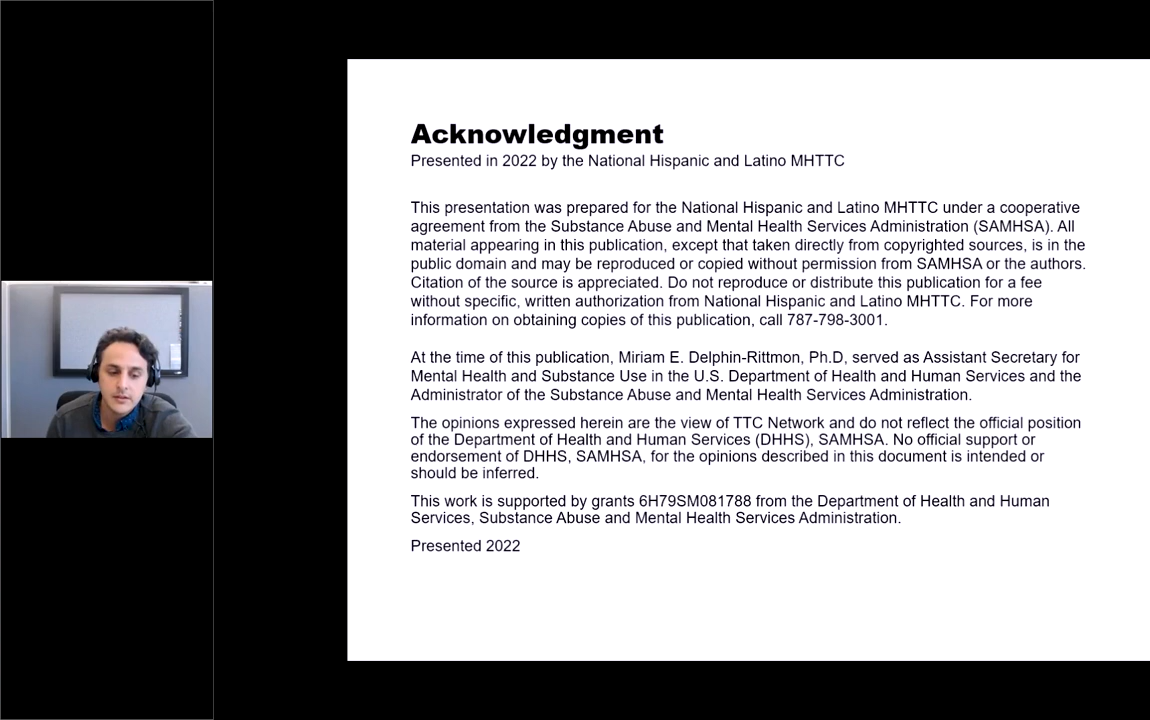 Acknowledgment
Presented in 2022 by the National Hispanic and Latino MHTTC
This presentation was prepared for the National Hispanic and Latino MHTTC under a cooperative
agreement from the Substance Abuse and Mental Health Services Administration (SAMHSA). All
material appearing in this publication, except that taken directly from copyrighted sources, is in the
public domain and may be reproduced or copied without permission from SAMHSA or the authors.
Citation of the source is appreciated. Do not reproduce or distribute this publication for a fee
without specific, written authorization from National Hispanic and Latino MHTTC. For more
information on obtaining copies of this publication, call 787-798-3001.
At the time of this publication, Miriam E. Delphin-Rittmon, Ph.D, served as Assistant Secretary for
Mental Health and Substance Use in the U.S. Department of Health and Human Services and the
Administrator of the Substance Abuse and Mental Health Services Administration.
The opinions expressed herein are the view of TTC Network and do not reflect the official position
of the Department of Health and Human Services (DHHS), SAMHSA. No official support or
endorsement of DHHS, SAMHSA, for the opinions described in this document is intended or
should be inferred.
This work is supported by grants 6H79SM081788 from the Department of Health and Human
Services, Substance Abuse and Mental Health Services Administration.
Presented 2022